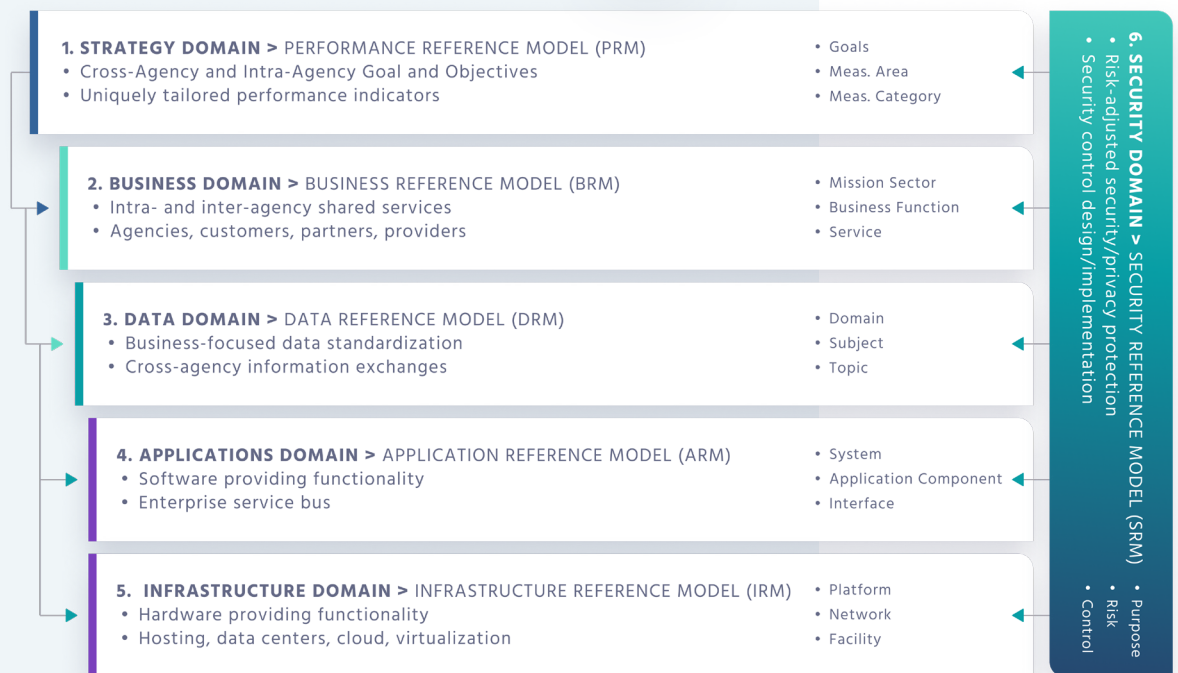 1. STRATEGY DOMAIN > PERFORMANCE REFERENCE MODEL (PRM)
• Cross-Agency and Intra-Agency Goal and Objectives
• Uniquely tailored performance indicators
• Goals
• Meas. Area
• Meas. Category
2. BUSINESS DOMAIN > BUSINESS REFERENCE MODEL (BRM)
• Intra- and inter-agency shared services
• Agencies, customers, partners, providers
• Mission Sector
• Business Function
• Service
3. DATA DOMAIN > DATA REFERENCE MODEL (DRM)
• Business-focused data standardization
• Cross-agency information exchanges
• Domain
• Subject
• Topic
4. APPLICATIONS DOMAIN > APPLICATION REFERENCE MODEL (ARM)
• Software providing functionality
• Enterprise service bus
• System
• Application Component
• Interface
5. INFRASTRUCTURE DOMAIN > INFRASTRUCTURE REFERENCE MODEL (IRM)
• Hardware providing functionality
• Hosting, data centers, cloud, virtualization
• Platform
• Network
• Facility
6. SECURITY DOMAIN > SECURITY REFERENCE MODEL (SRM)
• Risk-adjusted security/privacy protection
• Security control design/implementation
• Purpose
• Risk
• Control